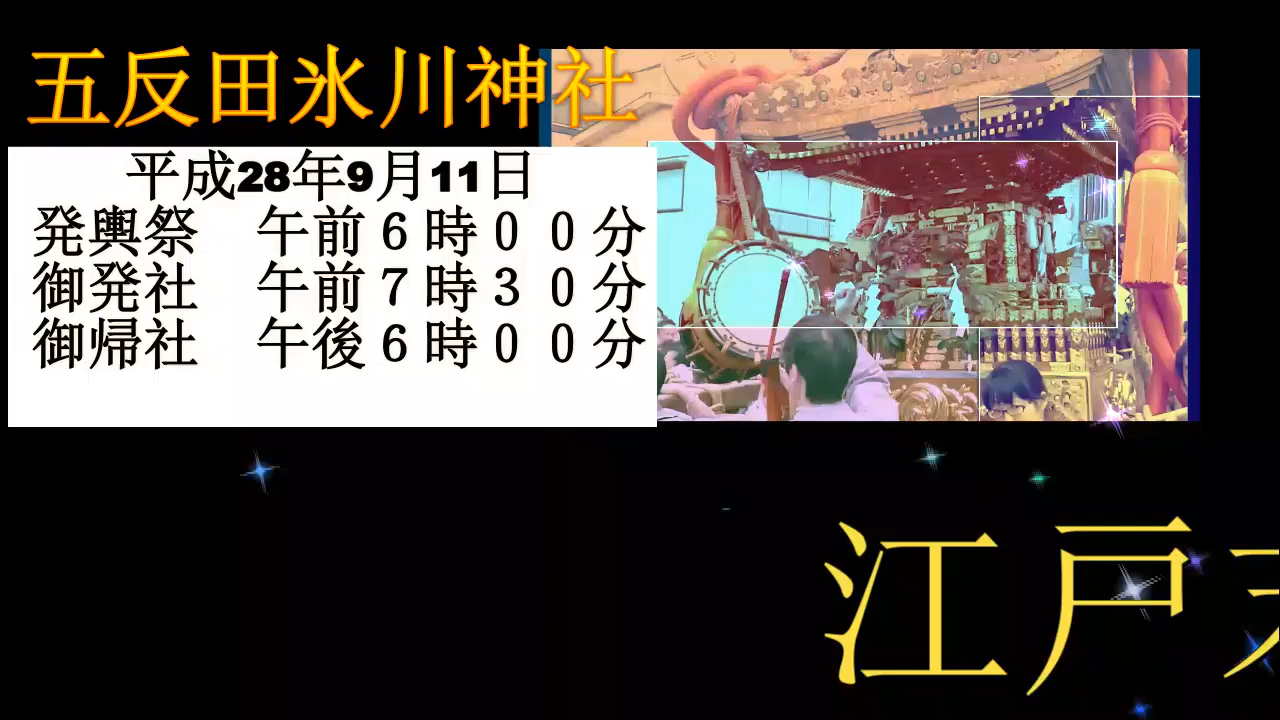 五反田氷川神社
平成28年9月11日
発輿祭　午前６時００分
御発社　午前７時３０分
御帰社　午後６時００分
江戸